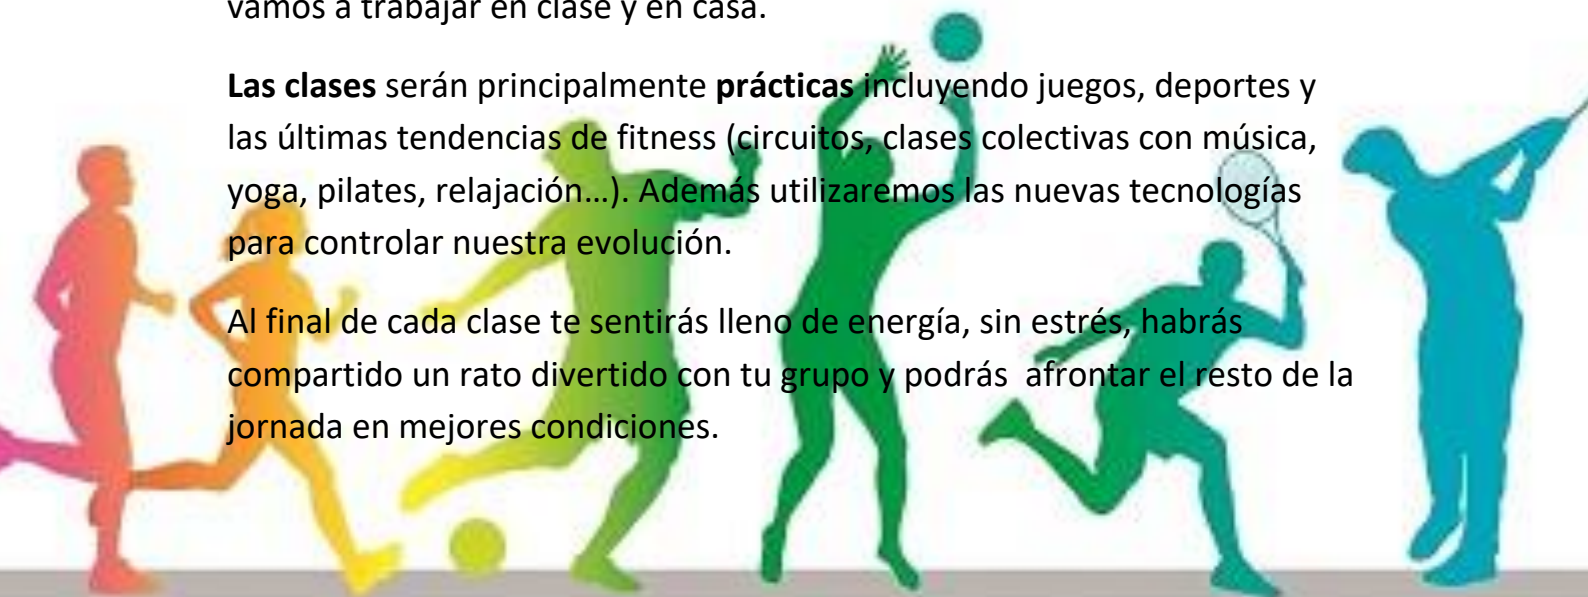 vamos a trabajar en clase y en casa.
Las clases serán principalmente prácticas incluyendo juegos, deportes y
las últimas tendencias de fitness (circuitos, clases colectivas con música,
yoga, pilates, relajación…). Además utilizaremos las nuevas tecnologías
para controlar nuestra evolución.
Al final de cada clase te sentirás lleno de energía, sin estrés, habrás
compartido un rato divertido con tu grupo y podrás  afrontar el resto de la
jornada en mejores condiciones.